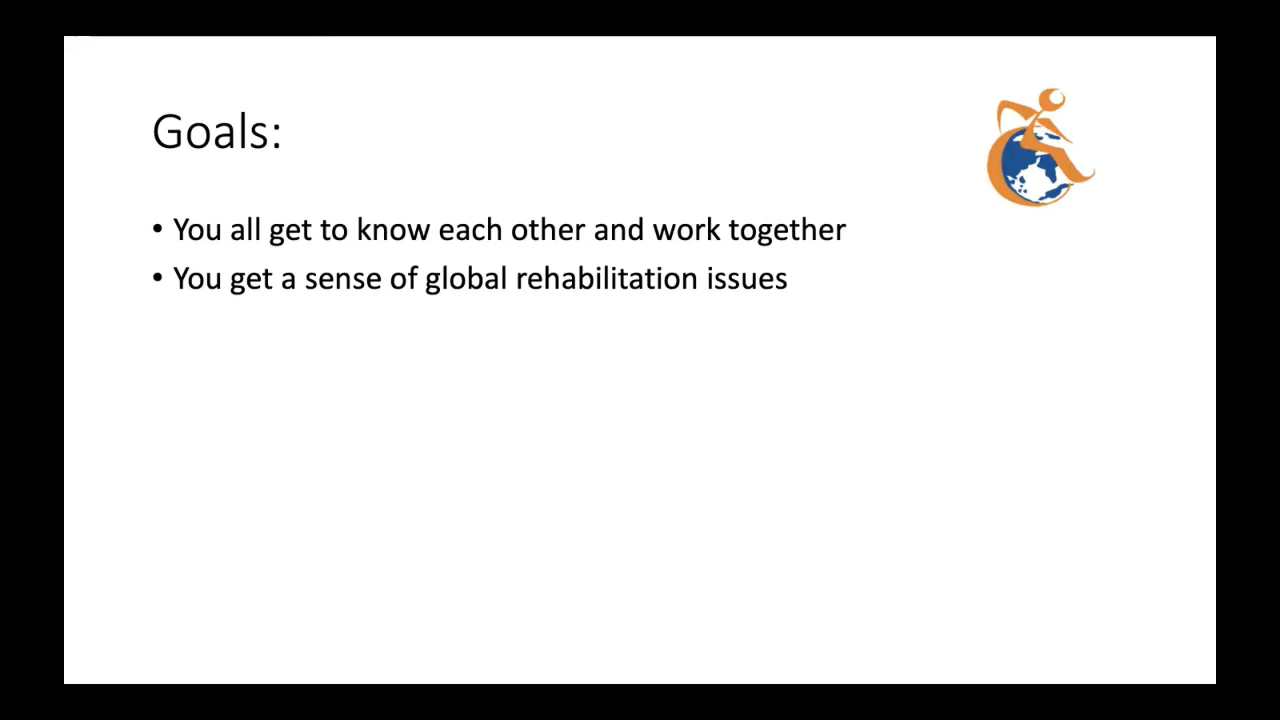 Goals:
• You all get to know each other and work together
• You get a sense of global rehabilitation issues